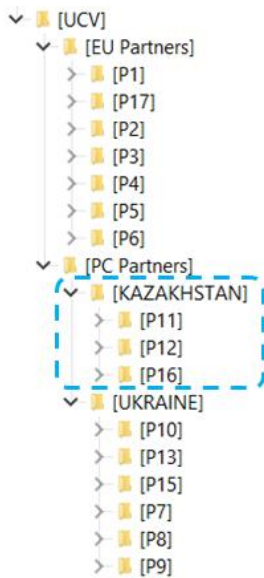 [UCV]
[EU Partners]
[P1]
[P17]
[P2]
[P3]
[P4]
[P5]
[P6]
[PC Partners]
[KAZAKHSTAN]
[P11]
[P12]
[P16]
[UKRAINE]
[P10]
[P13]
[P15]
[P7]
[P8]
[P9]